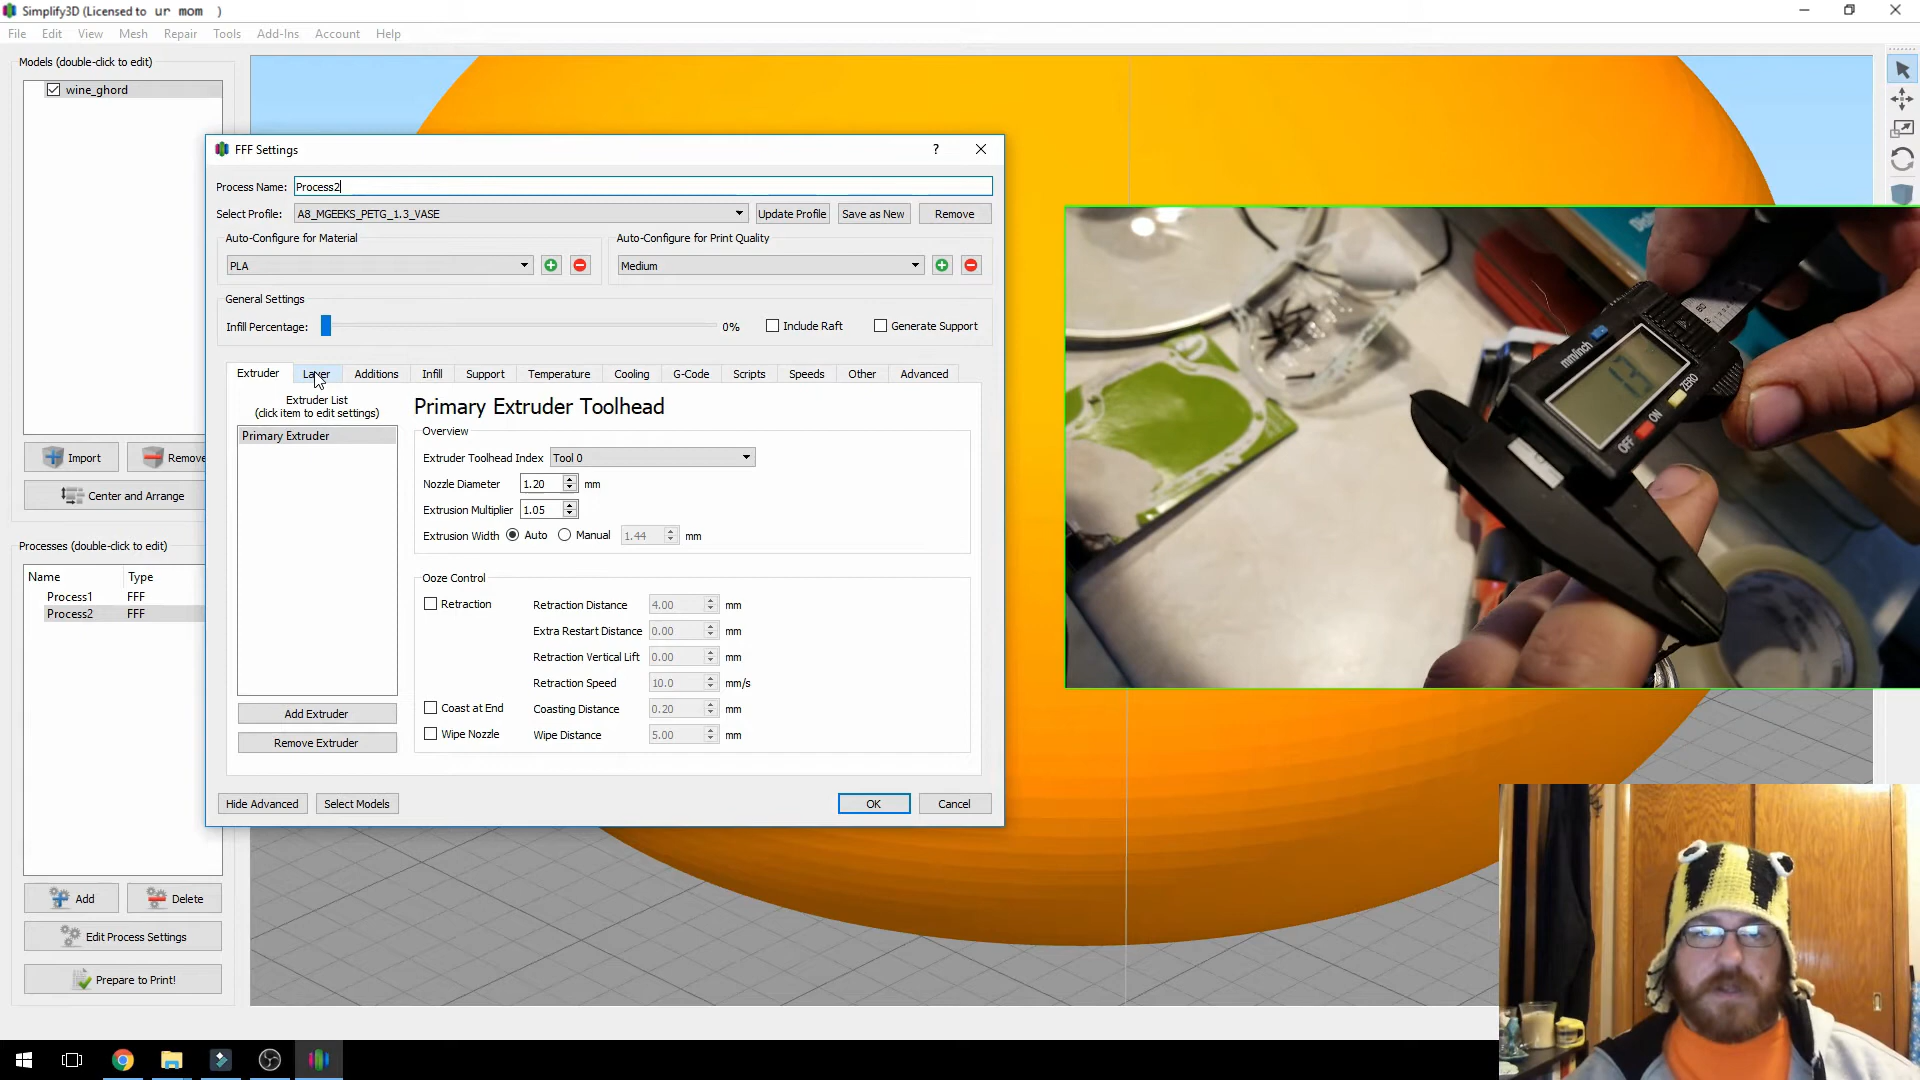 Simplify3D (Licensed to ur mom )
File Edit View Mesh Repair Tools Add-Ins Account Help
Models (double-click to edit)
wine_ghord
Import Remove
Center and Arrange
Processes (double-click to edit)
Name Type
Process1 FFF
Process2 FFF
Add Delete
Edit Process Settings
Prepare to Print!
FFF Settings ?
Process Name: Process2
Select Profile: A8_MGEEKS_PETG_1.3_VASE Update Profile Save as New Remove
Auto-Configure for Material
PLA
Auto-Configure for Print Quality
Medium
General Settings
Infill Percentage: 0% Include Raft Generate Support
Extruder Layer Additions Infill Support Temperature Cooling G-Code Scripts Speeds Other Advanced
Extruder List
(click item to edit settings)
Primary Extruder
Add Extruder
Remove Extruder
Primary Extruder Toolhead
Overview
Extruder Toolhead Index Tool 0
Nozzle Diameter 1.20 mm
Extrusion Multiplier 1.05
Extrusion Width Auto Manual 1.44 mm
Ooze Control
Retraction Retraction Distance 4.00 mm
Extra Restart Distance 0.00 mm
Retraction Vertical Lift 0.00 mm
Retraction Speed 10.0 mm/s
Coast at End Coasting Distance 0.20 mm
Wipe Nozzle Wipe Distance 5.00 mm
Hide Advanced Select Models OK Cancel
mm/inch
ZERO
OFF ON